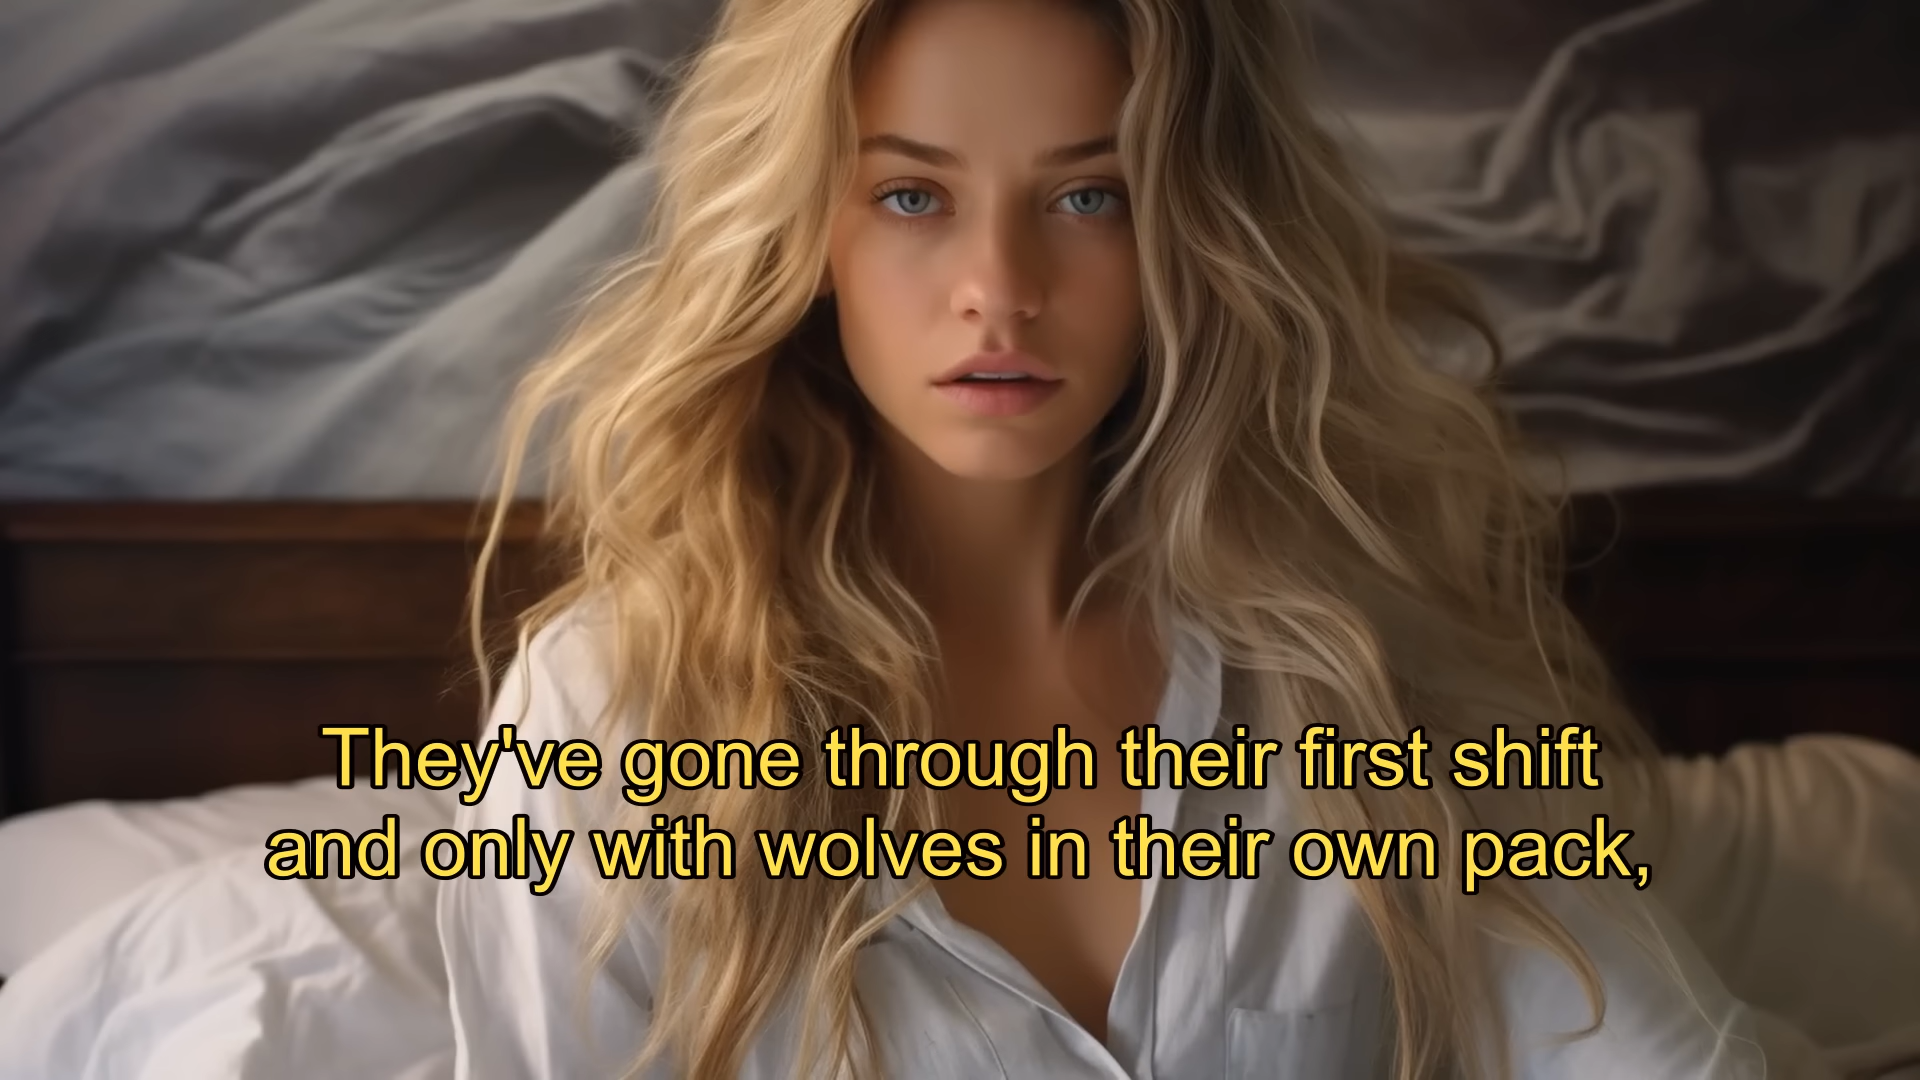 They've gone through their first shift
and only with wolves in their own pack,